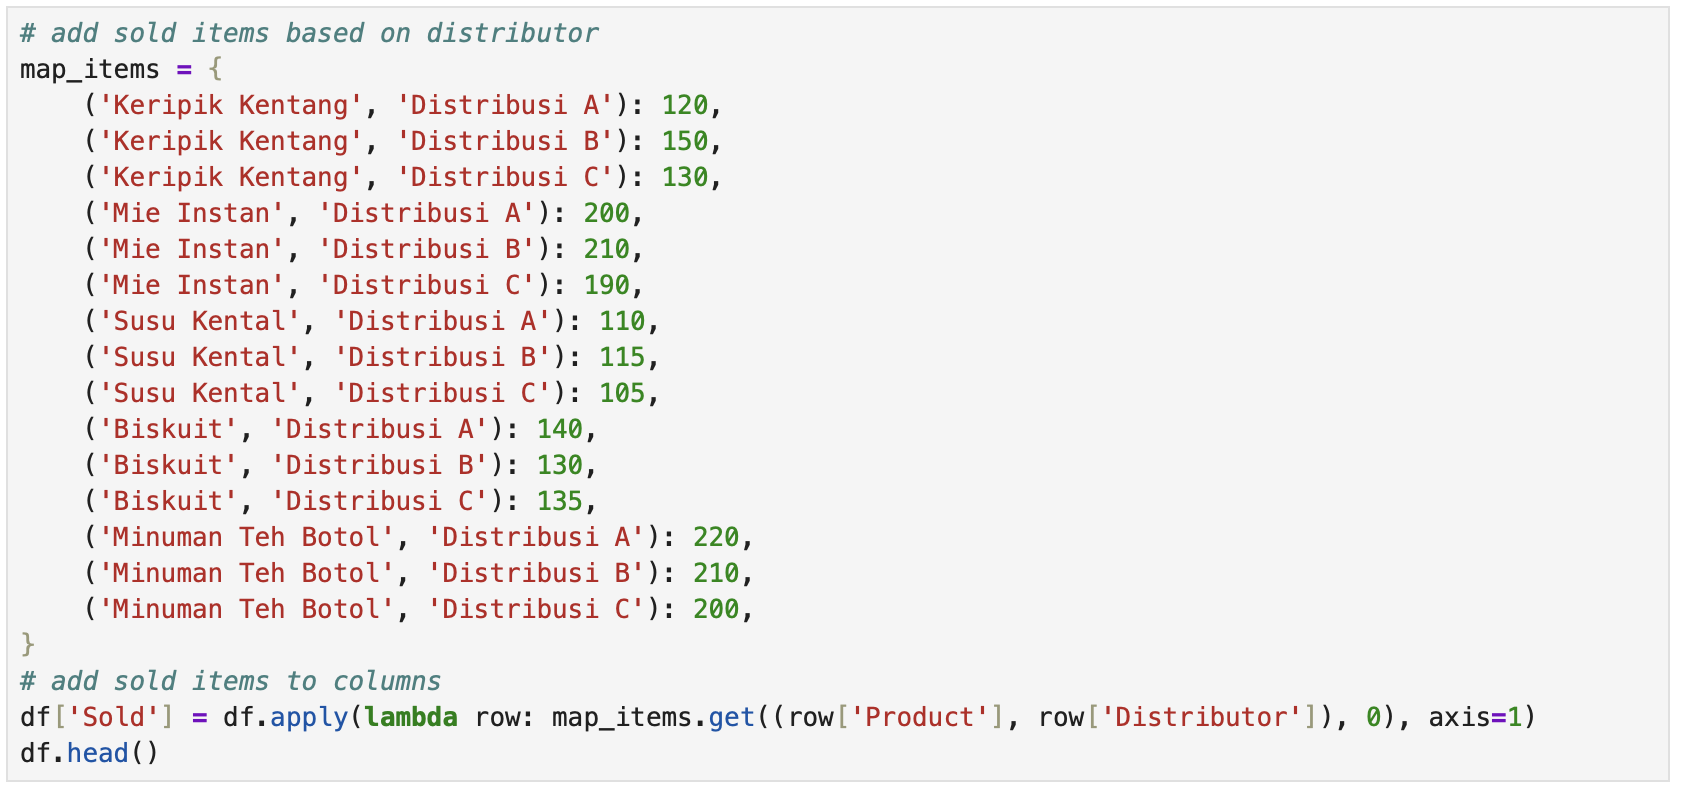 # add sold items based on distributor
map_items = {
    ('Keripik Kentang', 'Distribusi A'): 120,
    ('Keripik Kentang', 'Distribusi B'): 150,
    ('Keripik Kentang', 'Distribusi C'): 130,
    ('Mie Instan', 'Distribusi A'): 200,
    ('Mie Instan', 'Distribusi B'): 210,
    ('Mie Instan', 'Distribusi C'): 190,
    ('Susu Kental', 'Distribusi A'): 110,
    ('Susu Kental', 'Distribusi B'): 115,
    ('Susu Kental', 'Distribusi C'): 105,
    ('Biskuit', 'Distribusi A'): 140,
    ('Biskuit', 'Distribusi B'): 130,
    ('Biskuit', 'Distribusi C'): 135,
    ('Minuman Teh Botol', 'Distribusi A'): 220,
    ('Minuman Teh Botol', 'Distribusi B'): 210,
    ('Minuman Teh Botol', 'Distribusi C'): 200,
}
# add sold items to columns
df['Sold'] = df.apply(lambda row: map_items.get((row['Product'], row['Distributor']), 0), axis=1)
df.head()